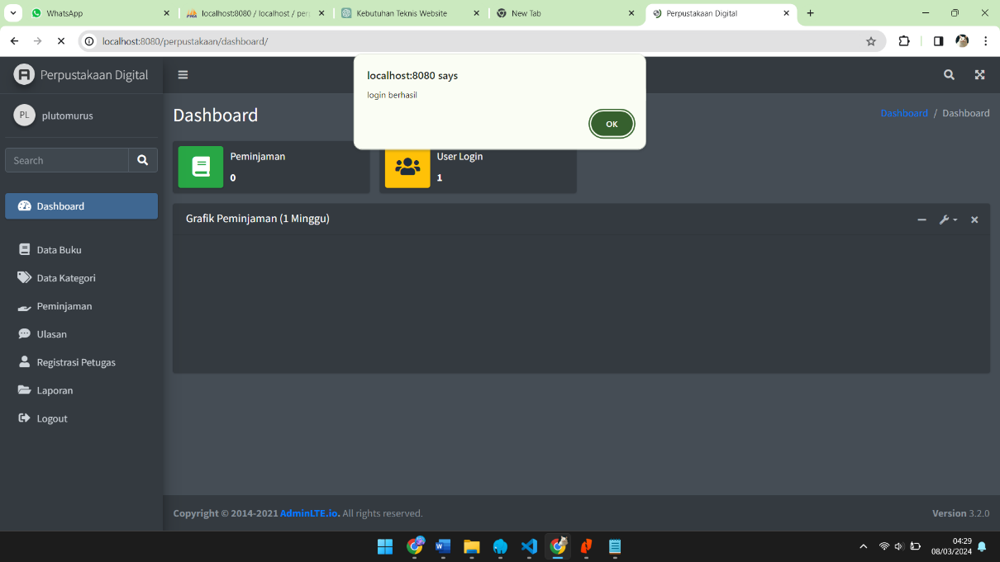 WhatsApp
localhost:8080 / localhost / per
Kebutuhan Teknis Website
New Tab
Perpustakaan Digital
localhost:8080/perpustakaan/dashboard/
Perpustakaan Digital
localhost:8080 says
login berhasil
OK
PL
plutomurus
Dashboard
Dashboard / Dashboard
Search
Peminjaman
0
User Login
1
Dashboard
Grafik Peminjaman (1 Minggu)
Data Buku
Data Kategori
Peminjaman
Ulasan
Registrasi Petugas
Laporan
Logout
Copyright © 2014-2021 AdminLTE.io. All rights reserved.
Version 3.2.0
04:29
08/03/2024